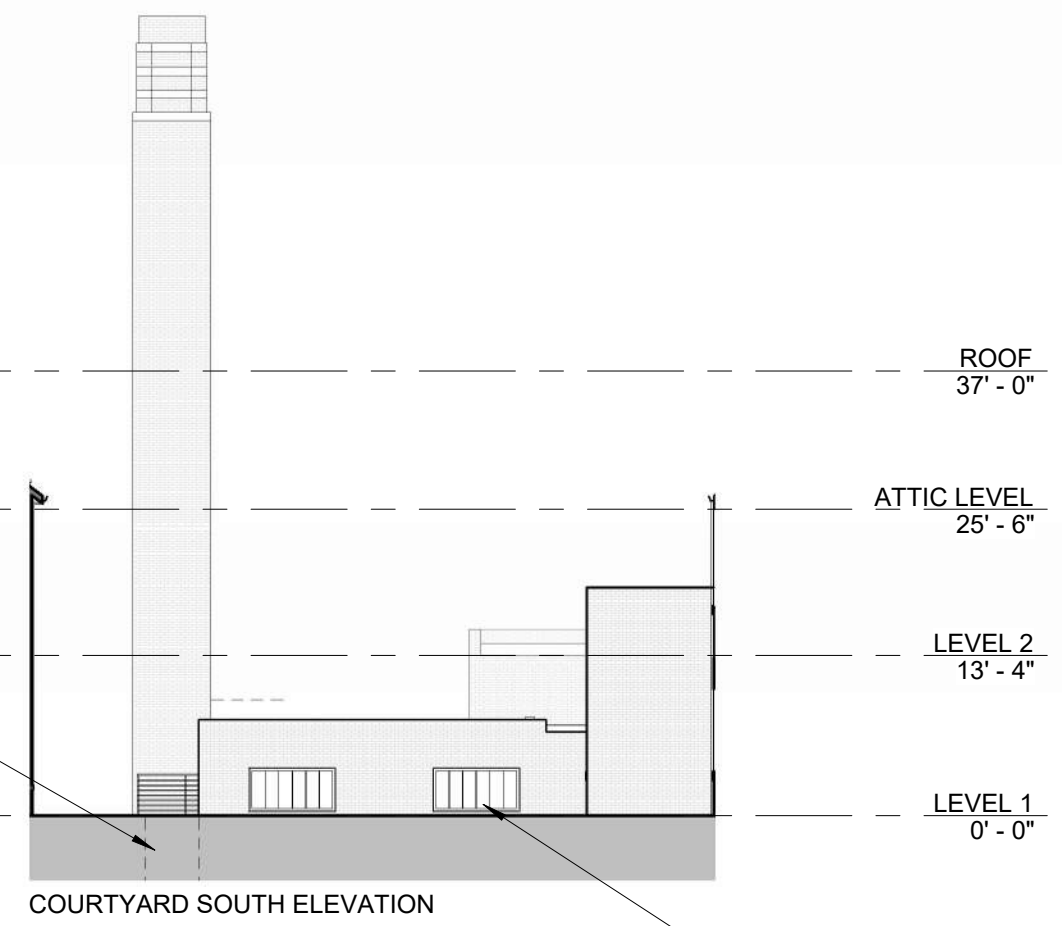 ROOF
37' - 0"
ATTIC LEVEL
25' - 6"
LEVEL 2
13' - 4"
LEVEL 1
0' - 0"
COURTYARD SOUTH ELEVATION